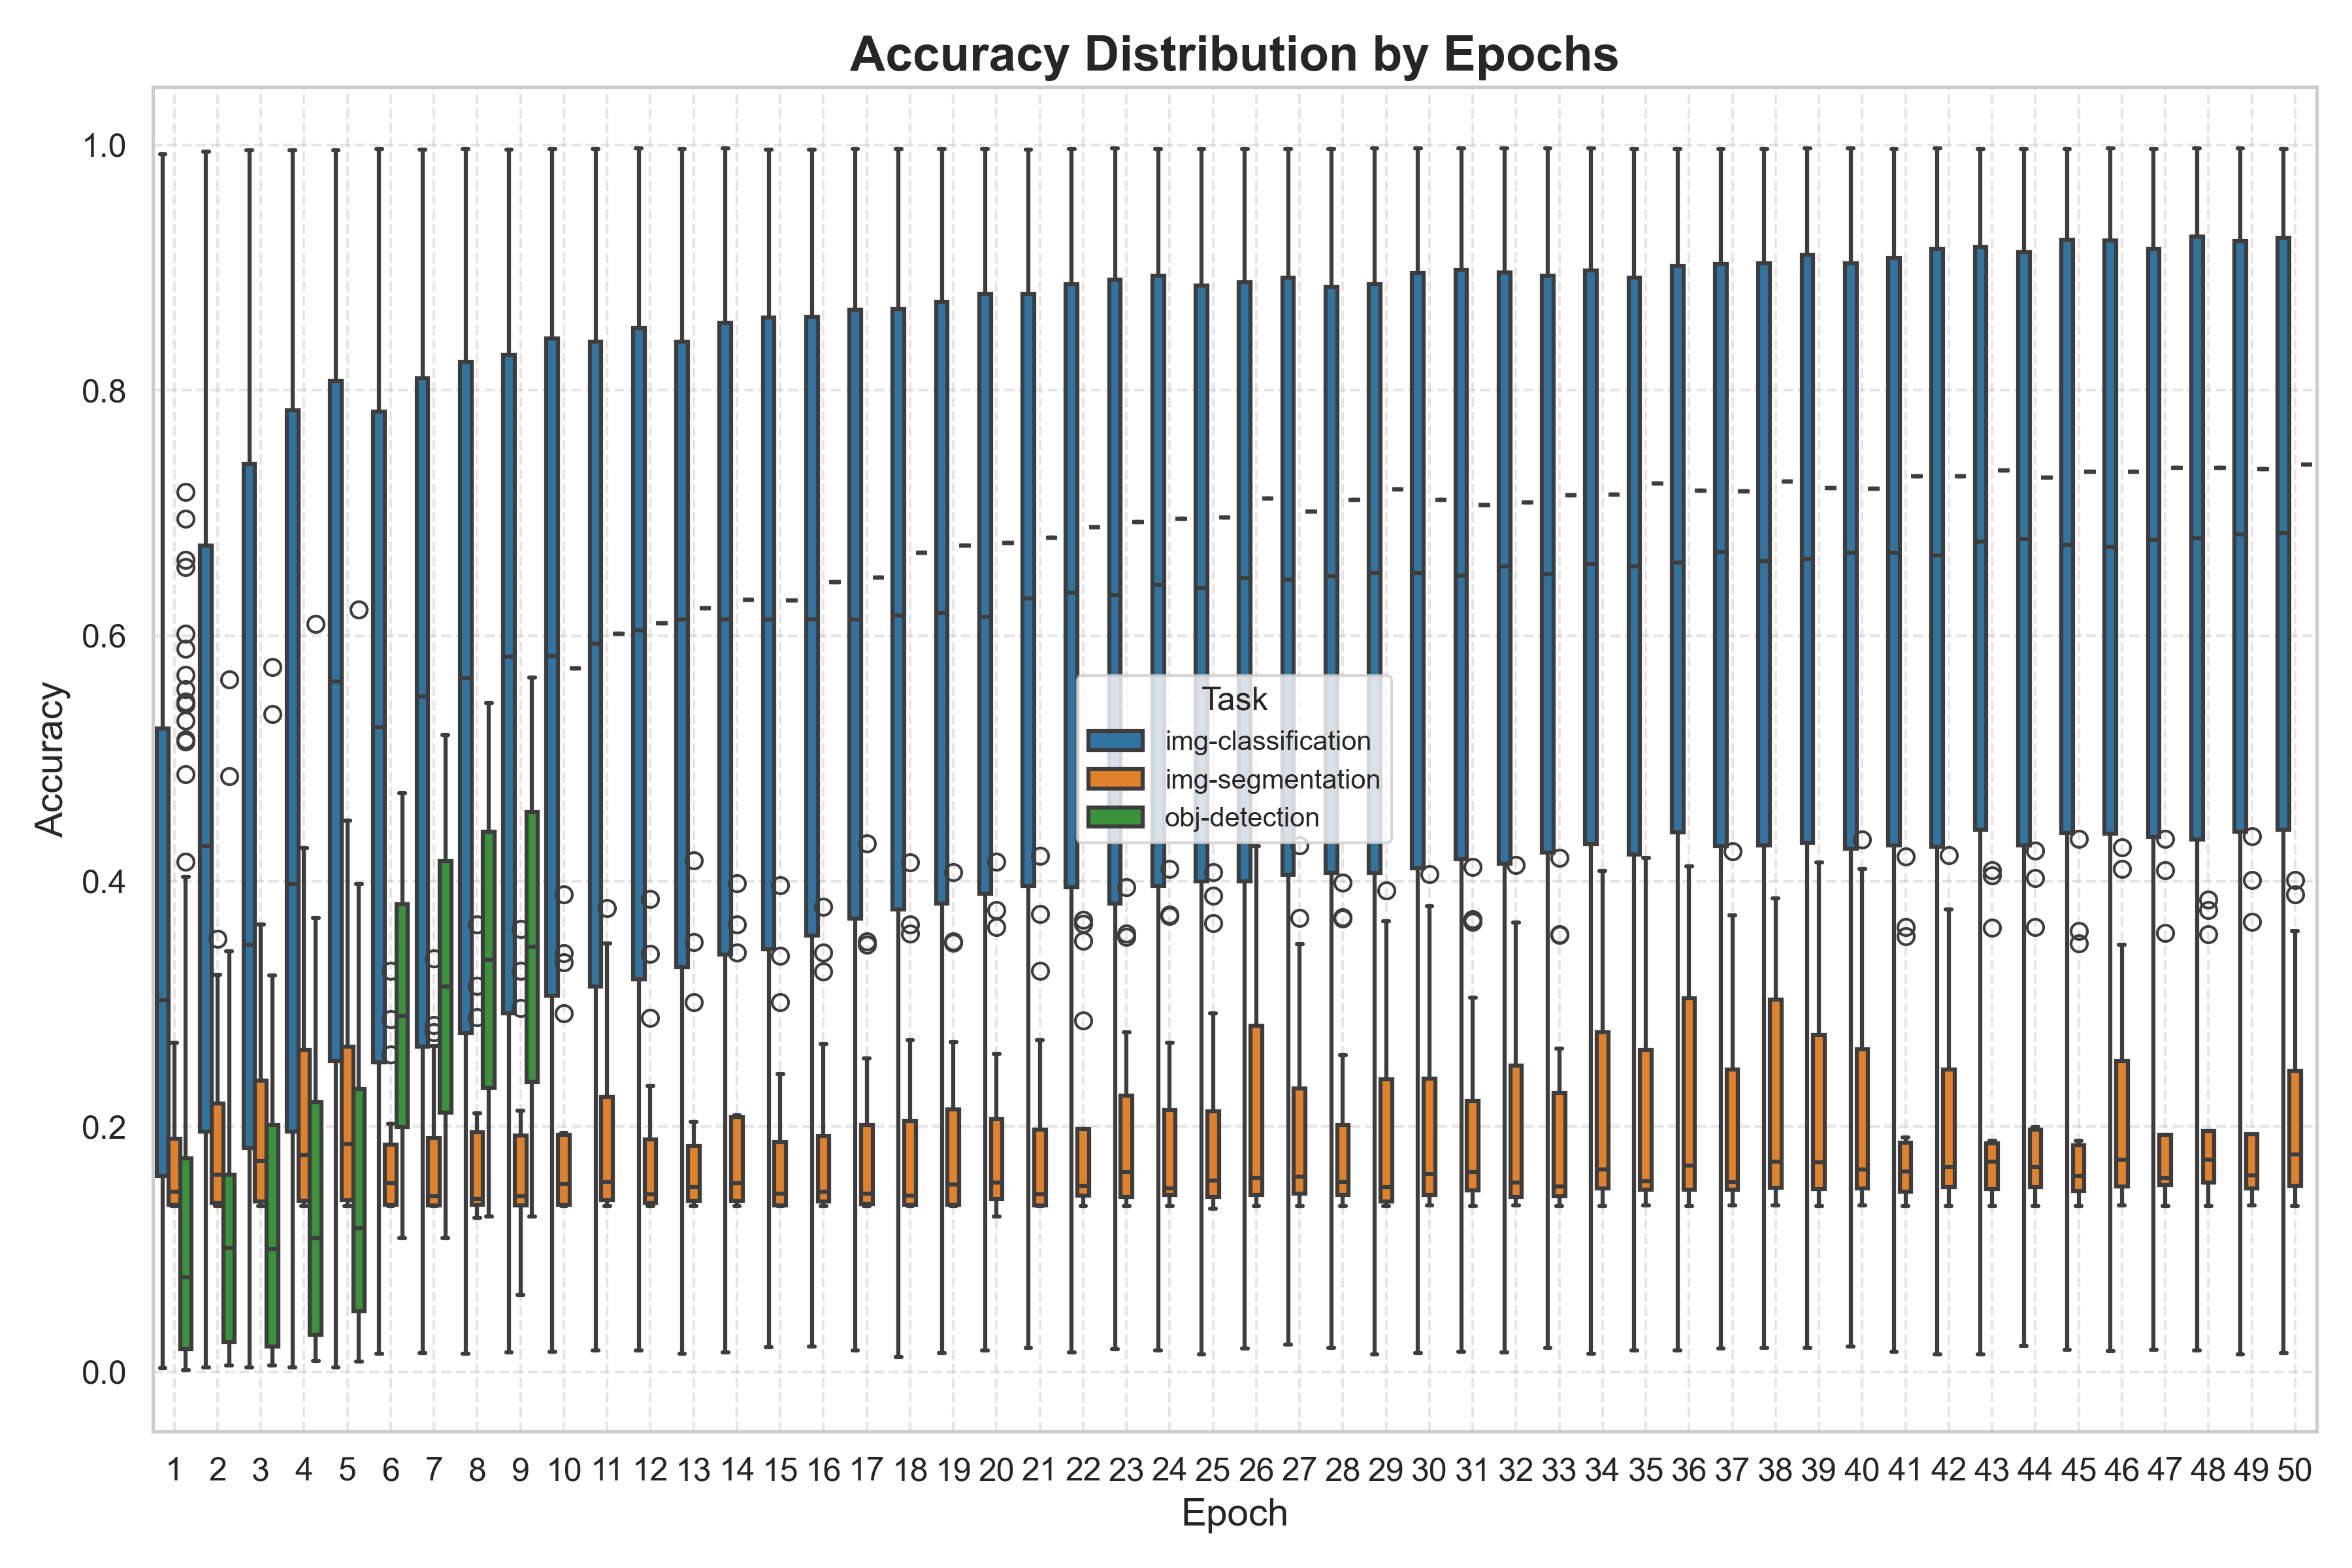 Accuracy Distribution by Epochs
1.0
0.8
0.6
0.4
0.2
0.0
Accuracy
Task
img-classification
img-segmentation
obj-detection
1 2 3 4 5 6 7 8 9 10 11 12 13 14 15 16 17 18 19 20 21 22 23 24 25 26 27 28 29 30 31 32 33 34 35 36 37 38 39 40 41 42 43 44 45 46 47 48 49 50
Epoch